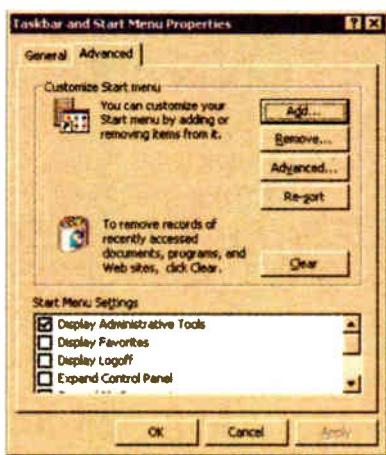 Taskbar and Start Menu Properties
General Advanced
Customize Start menu
You can customize your
Start menu by adding or
removing items from it.
Add...
Remove...
Advanced...
Re-sort
To remove records of
recently accessed
documents, programs, and
Web sites, click Clear.
Clear
Start Menu Settings
Display Administrative Tools
Display Favorites
Display Logoff
Expand Control Panel
OK Cancel Apply